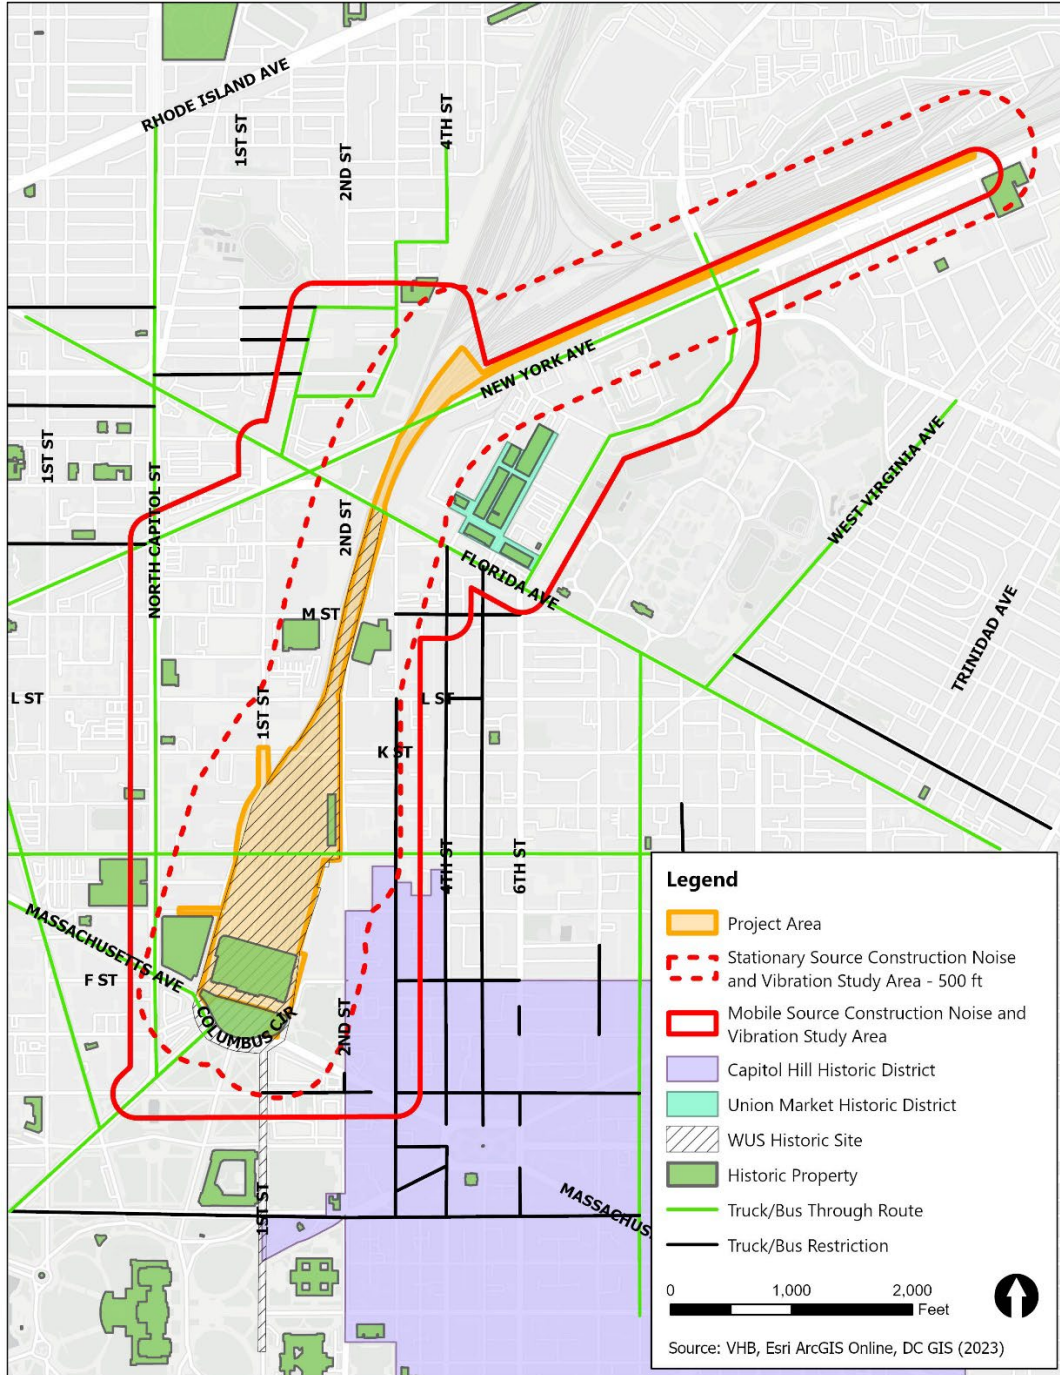 RHODE ISLAND AVE
1ST ST
2ND ST
4TH ST
NEW YORK AVE
1ST ST
NORTH CAPITOL ST
2ND ST
FLORIDA AVE
WEST VIRGINIA AVE
TRINIDAD AVE
M ST
L ST
1ST ST
L ST
K ST
4TH ST
6TH ST
MASSACHUSETTS AVE
F ST
COLUMBUS CIR
2ND ST
1ST ST
MASSACHUS
Legend
Project Area
Stationary Source Construction Noise
and Vibration Study Area - 500 ft
Mobile Source Construction Noise and
Vibration Study Area
Capitol Hill Historic District
Union Market Historic District
WUS Historic Site
Historic Property
Truck/Bus Through Route
Truck/Bus Restriction
0 1,000 2,000
Feet
Source: VHB, Esri ArcGIS Online, DC GIS (2023)